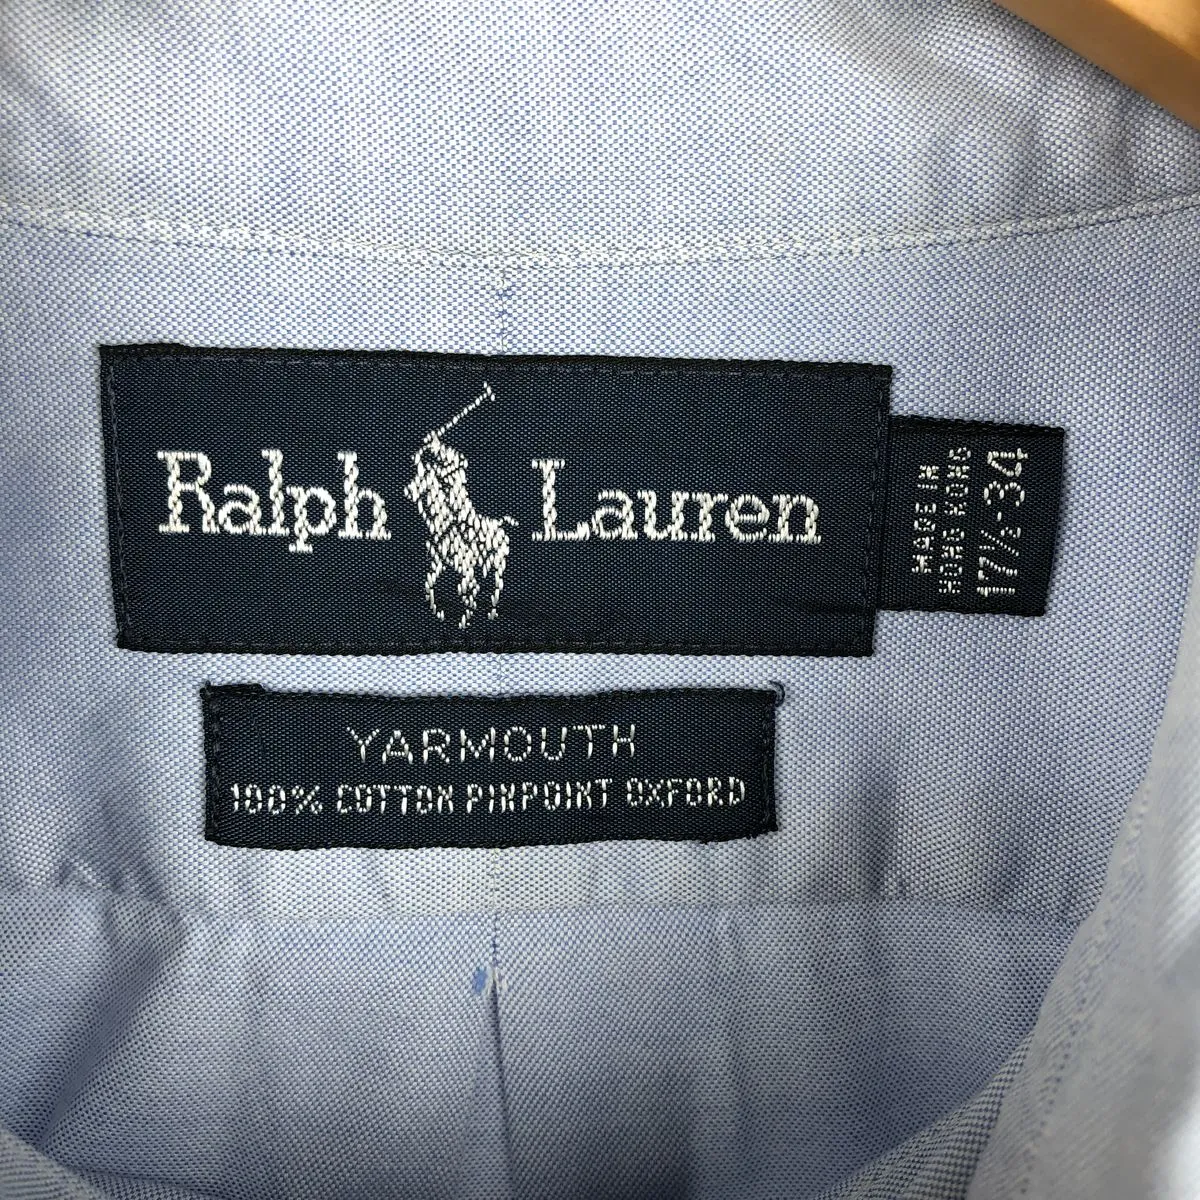 Ralph Lauren
MADE IN
HONG KONG
17½-34
YARMOUTH
100% COTTON PINPOINT OXFORD